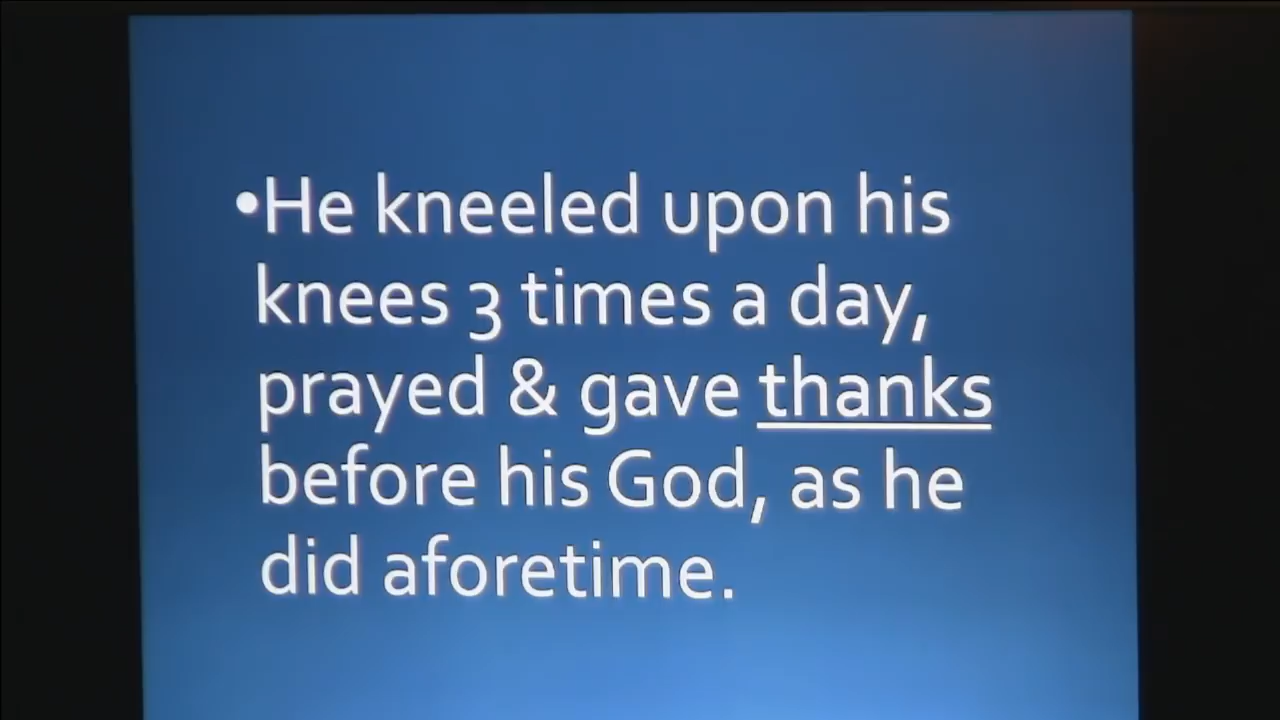 •He kneeled upon his
knees 3 times a day,
prayed & gave thanks
before his God, as he
did aforetime.